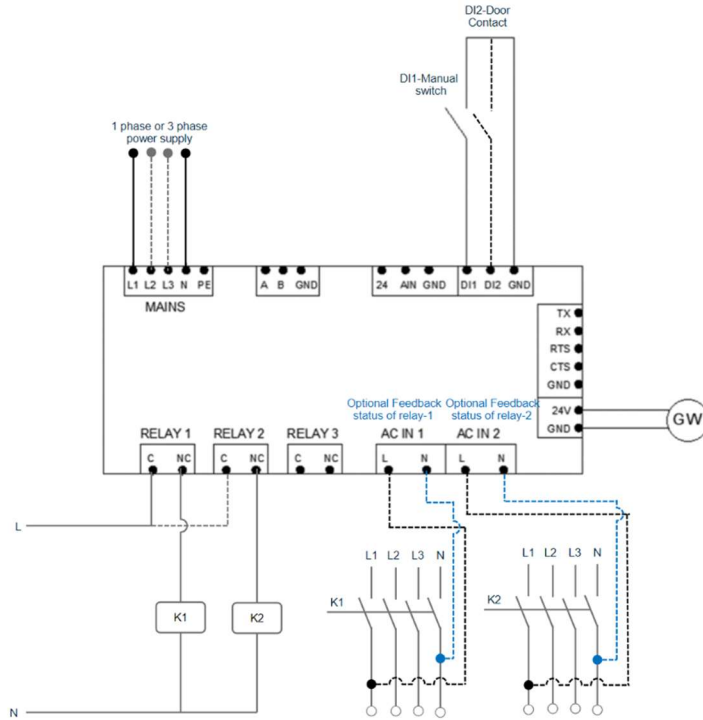 DI2-Door
Contact
DI1-Manual
switch
1 phase or 3 phase
power supply
L1 L2 L3 N PE
MAINS
A B GND
24 AIN GND
DI1 DI2 GND
TX
RX
RTS
CTS
GND
24V
GND
GW
Optional Feedback
status of relay-1
Optional Feedback
status of relay-2
RELAY 1
C NC
RELAY 2
C NC
RELAY 3
C NC
AC IN 1
L N
AC IN 2
L N
L
K1
K2
N
L1 L2 L3 N
K1
L1 L2 L3 N
K2